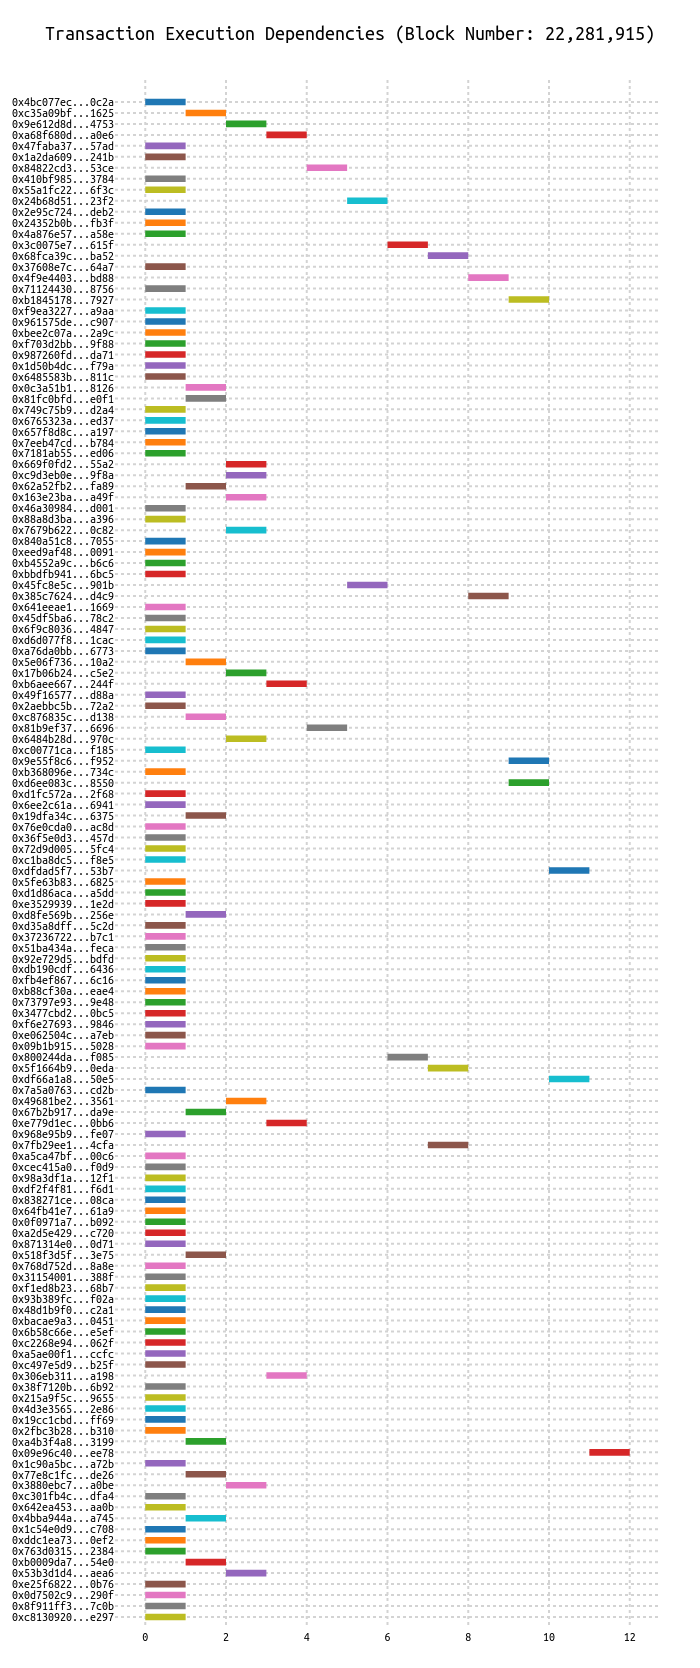 Transaction Execution Dependencies (Block Number: 22,281,915)
0x4bc077ec...0c2a
0xc35a09bf...1625
0x9e612d8d...4753
0xa68f680d...a0e6
0x47faba37...57ad
0x1a2da609...241b
0x84822cd3...53ce
0x410bf985...3784
0x55a1fc22...6f3c
0x24b68d51...23f2
0x2e95c724...deb2
0x24352b0b...fb3f
0x4a876e57...a58e
0x3c0075e7...615f
0x68fca39c...ba52
0x37608e7c...64a7
0x4f9e4403...bd88
0x71124430...8756
0xb1845178...7927
0xf9ea3227...a9aa
0x961575de...c907
0xbee2c07a...2a9c
0xf703d2bb...9f88
0x987260fd...da71
0x1d50b4dc...f79a
0x6485583b...811c
0x0c3a51b1...8126
0x81fc0bfd...e0f1
0x749c75b9...d2a4
0x6765323a...ed37
0x657f8d8c...a197
0x7eeb47cd...b784
0x7181ab55...ed06
0x669f0fd2...55a2
0xc9d3eb0e...9f8a
0x62a52fb2...fa89
0x163e23ba...a49f
0x46a30984...d001
0x88a8d3ba...a396
0x7679b622...0c82
0x840a51c8...7055
0xeed9af48...0091
0xb4552a9c...b6c6
0xbbdfb941...6bc5
0x45fc8e5c...901b
0x385c7624...d4c9
0x641eeae1...1669
0x45df5ba6...78c2
0x6f9c8036...4847
0xd6d077f8...1cac
0xa76da0bb...6773
0x5e06f736...10a2
0x17b06b24...c5e2
0xb6aee667...244f
0x49f16577...d88a
0x2aebbc5b...72a2
0xc876835c...d138
0x81b9ef37...6696
0x6484b28d...970c
0xc00771ca...f185
0x9e55f8c6...f952
0xb368096e...734c
0xd6ee083c...8550
0xd1fc572a...2f68
0x6ee2c61a...6941
0x19dfa34c...6375
0x76e0cda0...ac8d
0x36f5e0d3...457d
0x72d9d005...5fc4
0xc1ba8dc5...f8e5
0xdfdad5f7...53b7
0x5fe63b83...6825
0xd1d86aca...a5dd
0xe3529939...1e2d
0xd8fe569b...256e
0xd35a8dff...5c2d
0x37236722...b7c1
0x51ba434a...feca
0x92e729d5...bdfd
0xdb190cdf...6436
0xfb4ef867...6c16
0xb88cf30a...eae4
0x73797e93...9e48
0x3477cbd2...0bc5
0xf6e27693...9846
0xe062504c...a7eb
0x09b1b915...5028
0x800244da...f085
0x5f1664b9...0eda
0xdf66a1a8...50e5
0x7a5a0763...cd2b
0x49681be2...3561
0x67b2b917...da9e
0xe779d1ec...0bb6
0x968e95b9...fe07
0x7fb29ee1...4cfa
0xa5ca47bf...00c6
0xcec415a0...f0d9
0x98a3df1a...12f1
0xdf2f4f81...f6d1
0x838271ce...08ca
0x64fb41e7...61a9
0x0f0971a7...b092
0xa2d5e429...c720
0x871314e0...0d71
0x518f3d5f...3e75
0x768d752d...8a8e
0x31154001...388f
0xf1ed8b23...68b7
0x93b389fc...f02a
0x48d1b9f0...c2a1
0xbacae9a3...0451
0x6b58c66e...e5ef
0xc2268e94...062f
0xa5ae00f1...ccfc
0xc497e5d9...b25f
0x306eb311...a198
0x38f7120b...6b92
0x215a9f5c...9655
0x4d3e3565...2e86
0x19cc1cbd...ff69
0x2fbc3b28...b310
0xa4b3f4a8...3199
0x09e96c40...ee78
0x1c90a5bc...a72b
0x77e8c1fc...de26
0x3880ebc7...a0be
0xc301fb4c...dfa4
0x642ea453...aa0b
0x4bba944a...a745
0x1c54e0d9...c708
0xddc1ea73...0ef2
0x763d0315...2384
0xb0009da7...54e0
0x53b3d1d4...aea6
0xe25f6822...0b76
0x0d7502c9...290f
0x8f911ff3...7c0b
0xc8130920...e297
0 2 4 6 8 10 12